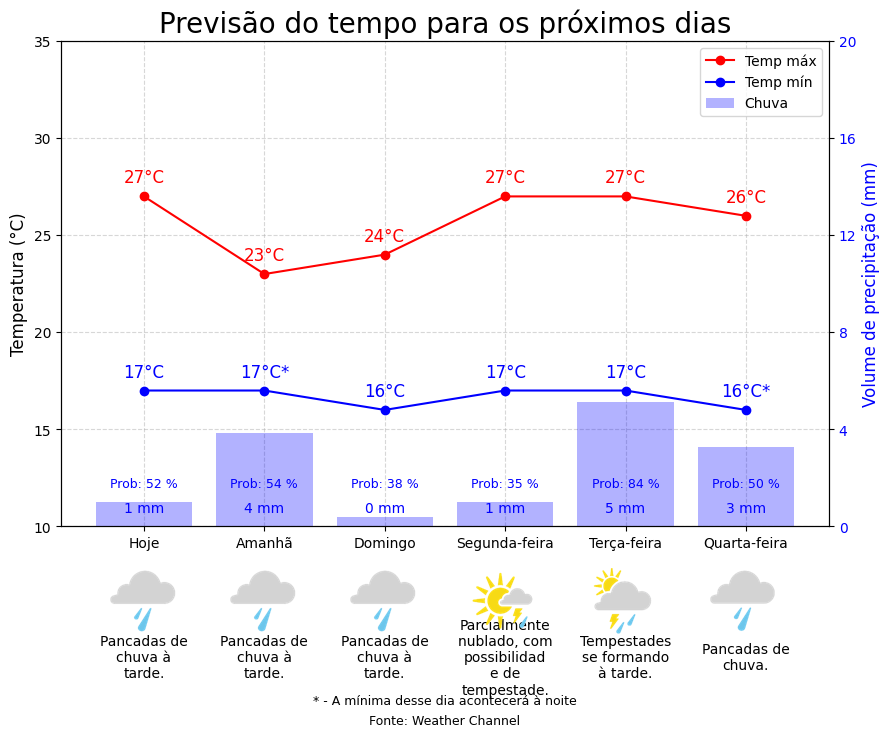 Previsão do tempo para os próximos dias
35
30
25
20
15
10
Temperatura (°C)
20
16
12
8
4
0
Volume de precipitação (mm)
Temp máx
Temp mín
Chuva
27°C
23°C
24°C
27°C
27°C
26°C
17°C
17°C*
16°C
17°C
17°C
16°C*
Prob: 52 %
Prob: 54 %
Prob: 38 %
Prob: 35 %
Prob: 84 %
Prob: 50 %
1 mm
4 mm
0 mm
1 mm
5 mm
3 mm
Hoje
Amanhã
Domingo
Segunda-feira
Terça-feira
Quarta-feira
Pancadas de
chuva à
tarde.
Pancadas de
chuva à
tarde.
Pancadas de
chuva à
tarde.
Parcialmente
nublado, com
possibilidad
e de
tempestade.
Tempestades
se formando
à tarde.
Pancadas de
chuva.
* - A mínima desse dia acontecerá à noite
Fonte: Weather Channel